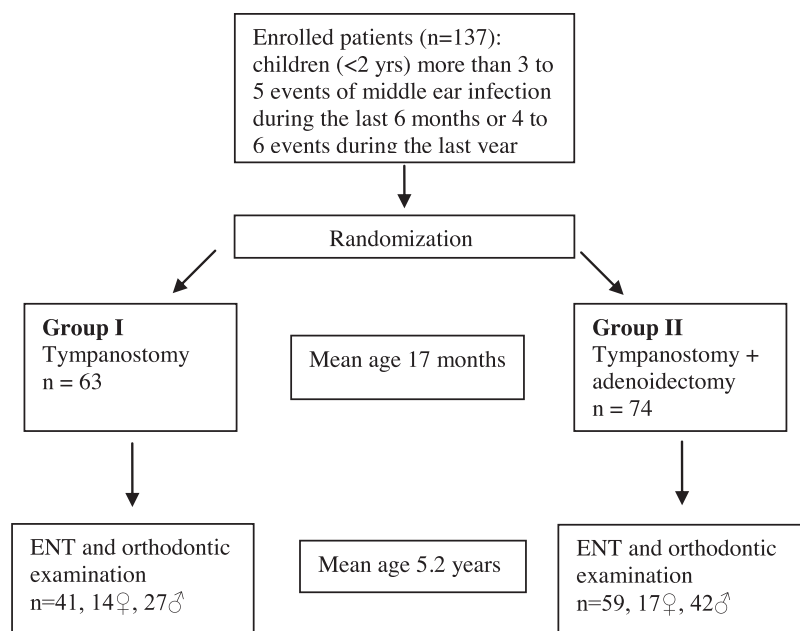 Enrolled patients (n=137):
children (<2 yrs) more than 3 to
5 events of middle ear infection
during the last 6 months or 4 to
6 events during the last year
Randomization
Group I
Tympanostomy
n = 63
Mean age 17 months
Group II
Tympanostomy +
adenoidectomy
n = 74
ENT and orthodontic
examination
n=41, 14♀, 27♂
Mean age 5.2 years
ENT and orthodontic
examination
n=59, 17♀, 42♂